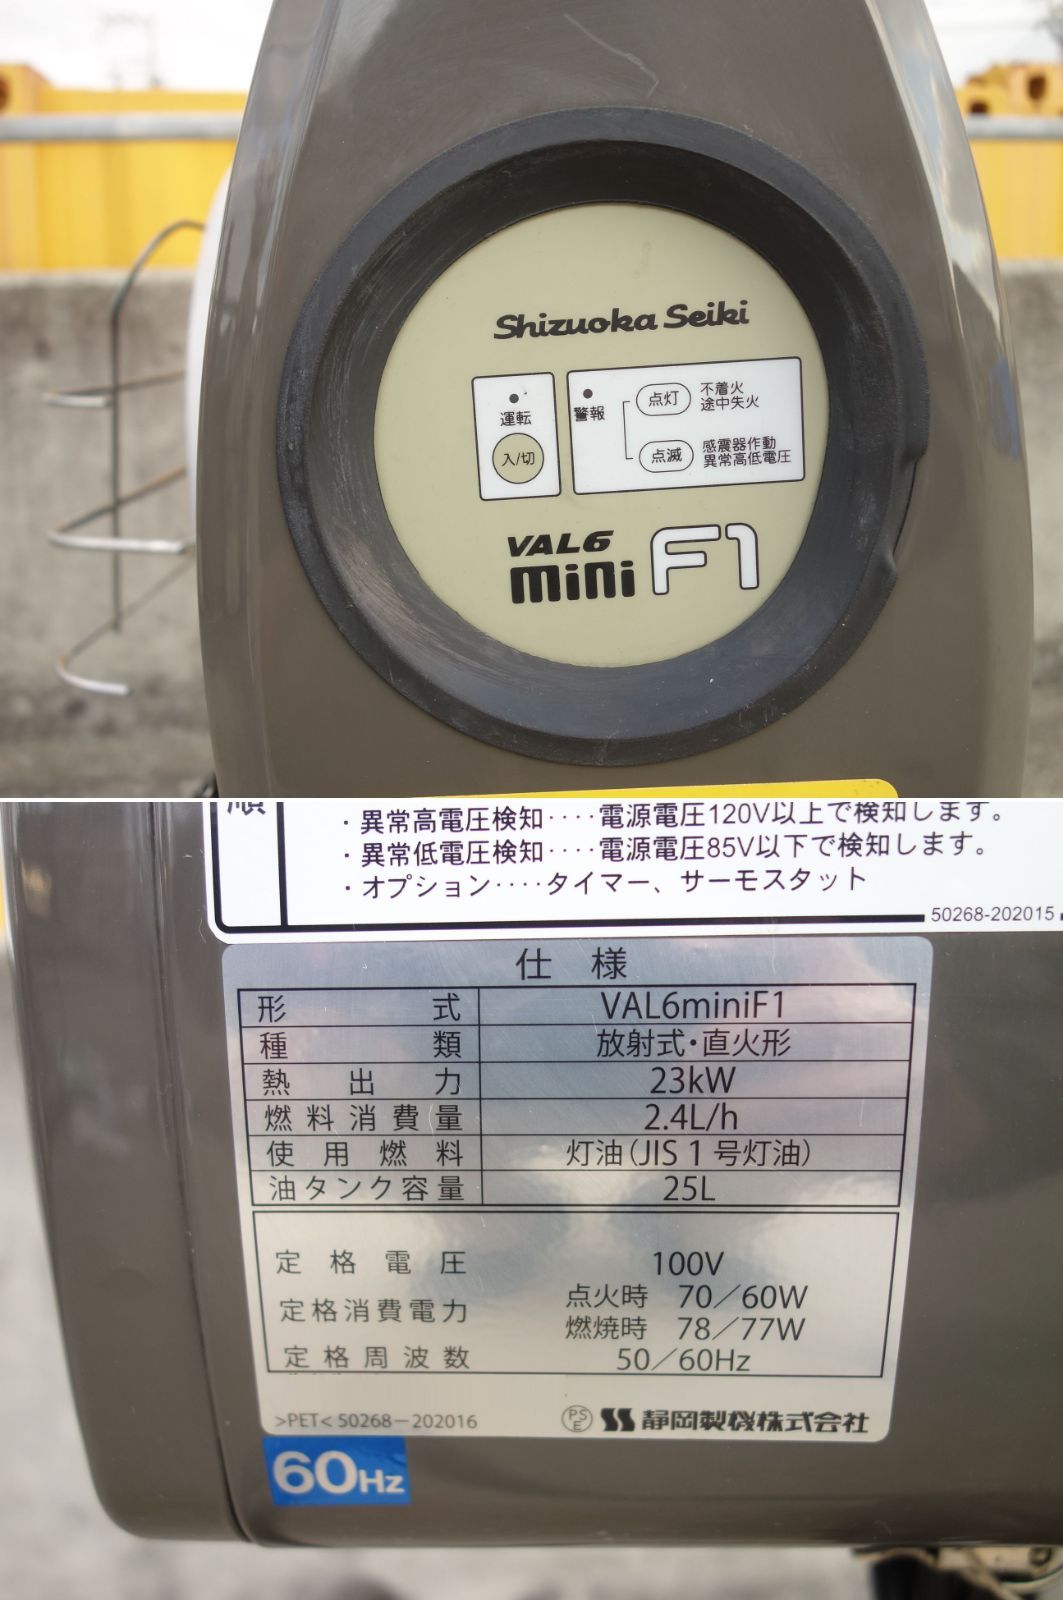 Shizuoka Seiki
運転
入/切
警報
点灯
不着火
途中失火
点滅
感震器作動
異常高低電圧
VAL6
mini F1
順
・異常高電圧検知‥‥電源電圧120V以上で検知します。
・異常低電圧検知‥‥電源電圧85V以下で検知します。
・オプション‥‥タイマー、サーモスタット
50268-202015
仕 様
形 式 VAL6miniF1
種 類 放射式・直火形
熱 出 力 23kW
燃料消費量 2.4L/h
使用燃料 灯油(JIS 1 号灯油)
油タンク容量 25L
定格電圧 100V
定格消費電力 点火時 70/60W
燃焼時 78/77W
定格周波数 50/60Hz
>PET< 50268-202016 PSE 静岡製機株式会社
60Hz